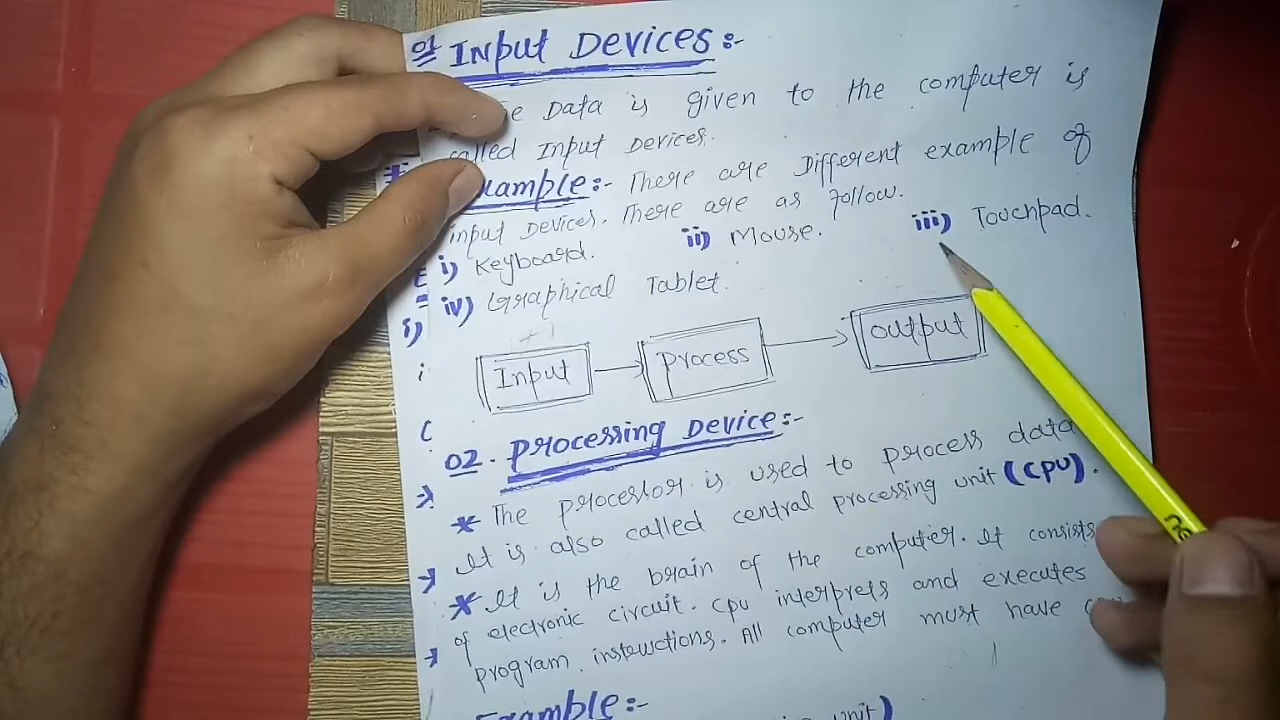 01 Input Devices:-
Data is given to the computer is
called Input Devices.
Example:- There are Different example of
input Devices. There are as follow.
i) Keyboard. ii) Mouse. iii) Touchpad.
iv) Graphical Tablet.
Input Process Output
02. Processing Device:-
* The processor is used to process data
It is also called central processing unit (CPU).
* It is the brain of the computer. It consists
of electronic circuit. CPU interprets and executes
program instructions. All computer must have
Example:-
unit)